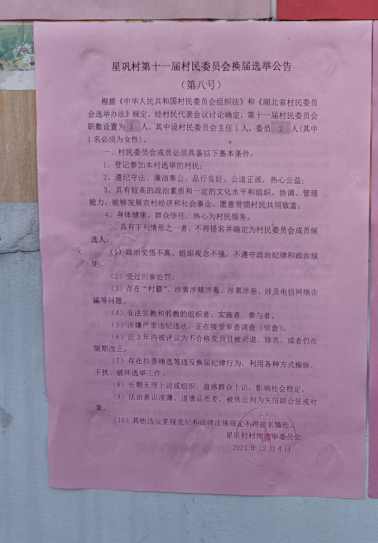 星巩村第十一届村民委员会换届选举公告
（第八号）
根据《中华人民共和国村民委员会组织法》和《湖北省村民委员
会选举办法》规定，经村民代表会议讨论确定，第十一届村民委员会
职数设置为 3 人，其中设村民委员会主任 1 人，委员 2 人（其中
1 名必须为女性）。
一、村民委员会成员必须具备以下基本条件：
1、登记参加本村选举的村民；
2、遵纪守法、廉洁奉公、品行良好、公道正派、热心公益；
3、具有较高的政治素质和一定的文化水平和组织、协调、管理
能力，能够发展农村经济和社会事业，愿意带领村民共同致富；
4、身体健康、群众信任、热心为村民服务。
二、具有下列情形之一者，不得提名并确定为村民委员会成员候
选人：
（1）政治觉悟不高、组织观念不强，不遵守政治纪律和政治规
矩。
（2）受过刑事处罚。
（3）存在“村霸”、涉黄涉赌涉毒、涉黑涉恶、涉及电信网络诈
骗等问题。
（4）非法宗教和邪教的组织者、实施者、参与者。
（5）涉嫌严重违纪违法，正在接受审查调查（侦查）。
（6）近 3 年内被评议为不合格党员且被劝退、除名，或者仍在
限期改正。
（7）存在拉票贿选等违反换届纪律行为，利用各种方式操纵、
干扰、破坏选举工作。
（8）长期无理上访或组织、蛊惑群众上访，影响社会稳定。
（9）法治意识淡薄、道德品质差，被依法列为失信联合惩戒对
象。
（10）其他违反党规党纪和法律法规规定不得提名情形。
星巩村村民选举委员会
2021 年 12 月 4 日